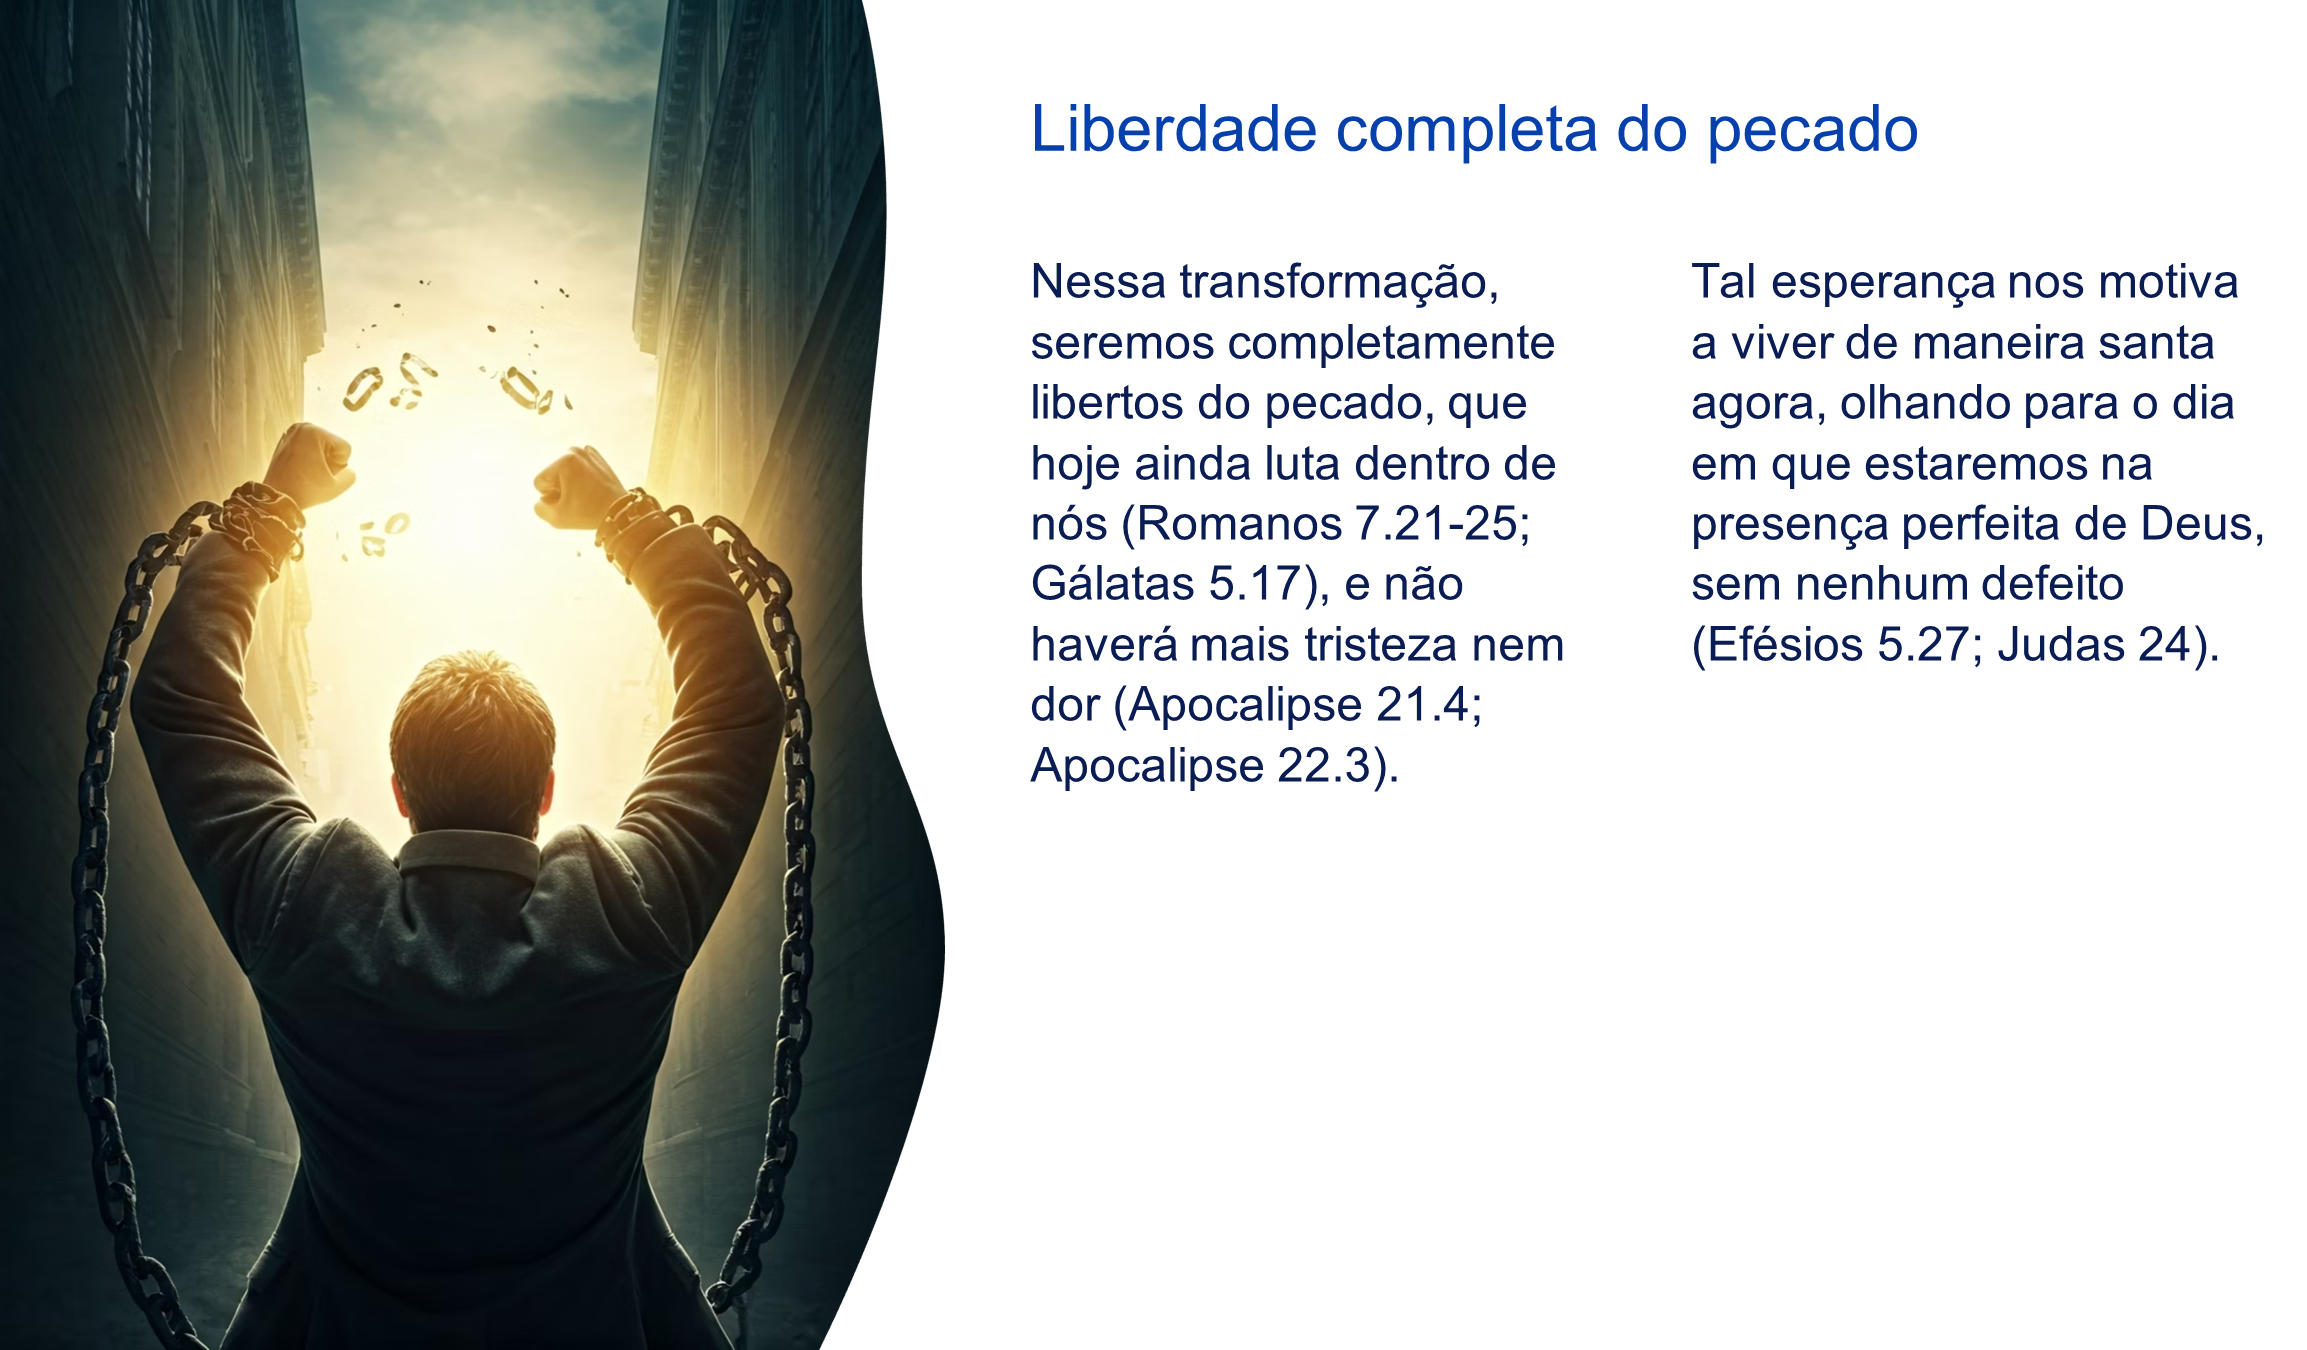 Liberdade completa do pecado
Nessa transformação,
seremos completamente
libertos do pecado, que
hoje ainda luta dentro de
nós (Romanos 7.21-25;
Gálatas 5.17), e não
haverá mais tristeza nem
dor (Apocalipse 21.4;
Apocalipse 22.3).
Tal esperança nos motiva
a viver de maneira santa
agora, olhando para o dia
em que estaremos na
presença perfeita de Deus,
sem nenhum defeito
(Efésios 5.27; Judas 24).